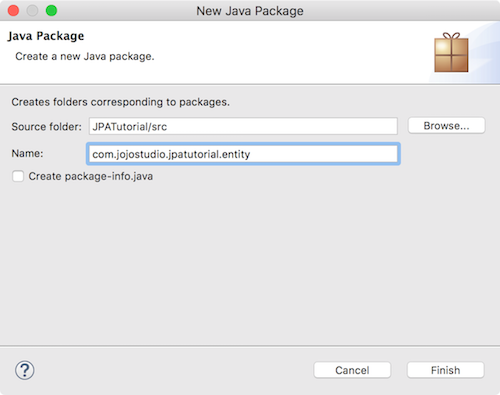 New Java Package
Java Package
Create a new Java package.
Creates folders corresponding to packages.
Source folder: JPATutorial/src Browse...
Name: com.jojostudio.jpatutorial.entity
Create package-info.java
? Cancel Finish